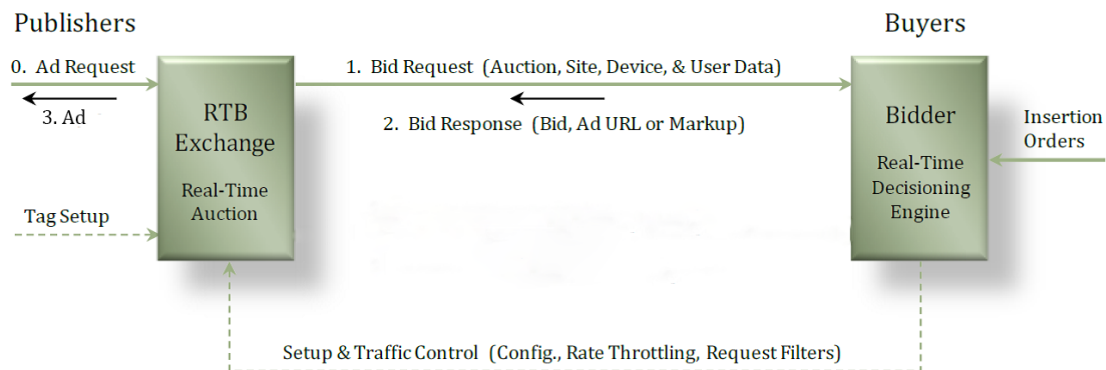 Publishers
Buyers
0. Ad Request
1. Bid Request (Auction, Site, Device, & User Data)
3. Ad
2. Bid Response (Bid, Ad URL or Markup)
RTB
Exchange
Real-Time
Auction
Bidder
Real-Time
Decisioning
Engine
Insertion
Orders
Tag Setup
Setup & Traffic Control (Config., Rate Throttling, Request Filters)